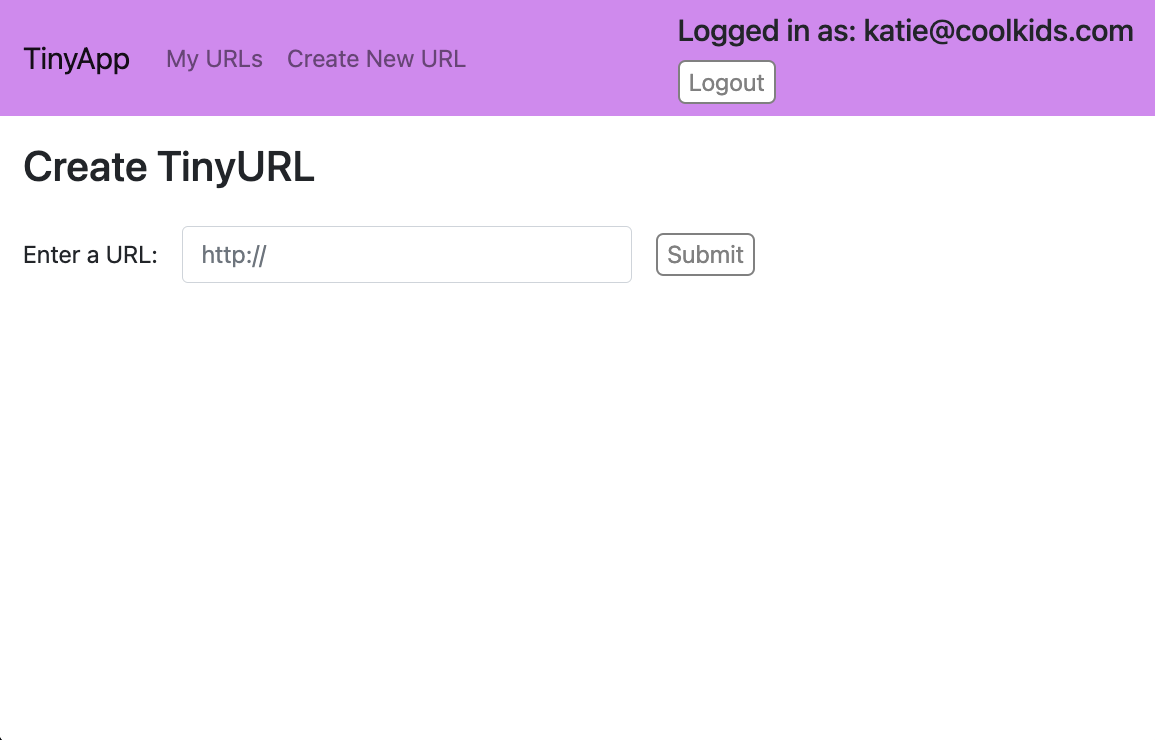 TinyApp My URLs Create New URL
Logged in as: katie@coolkids.com
Logout
Create TinyURL
Enter a URL: http:// Submit